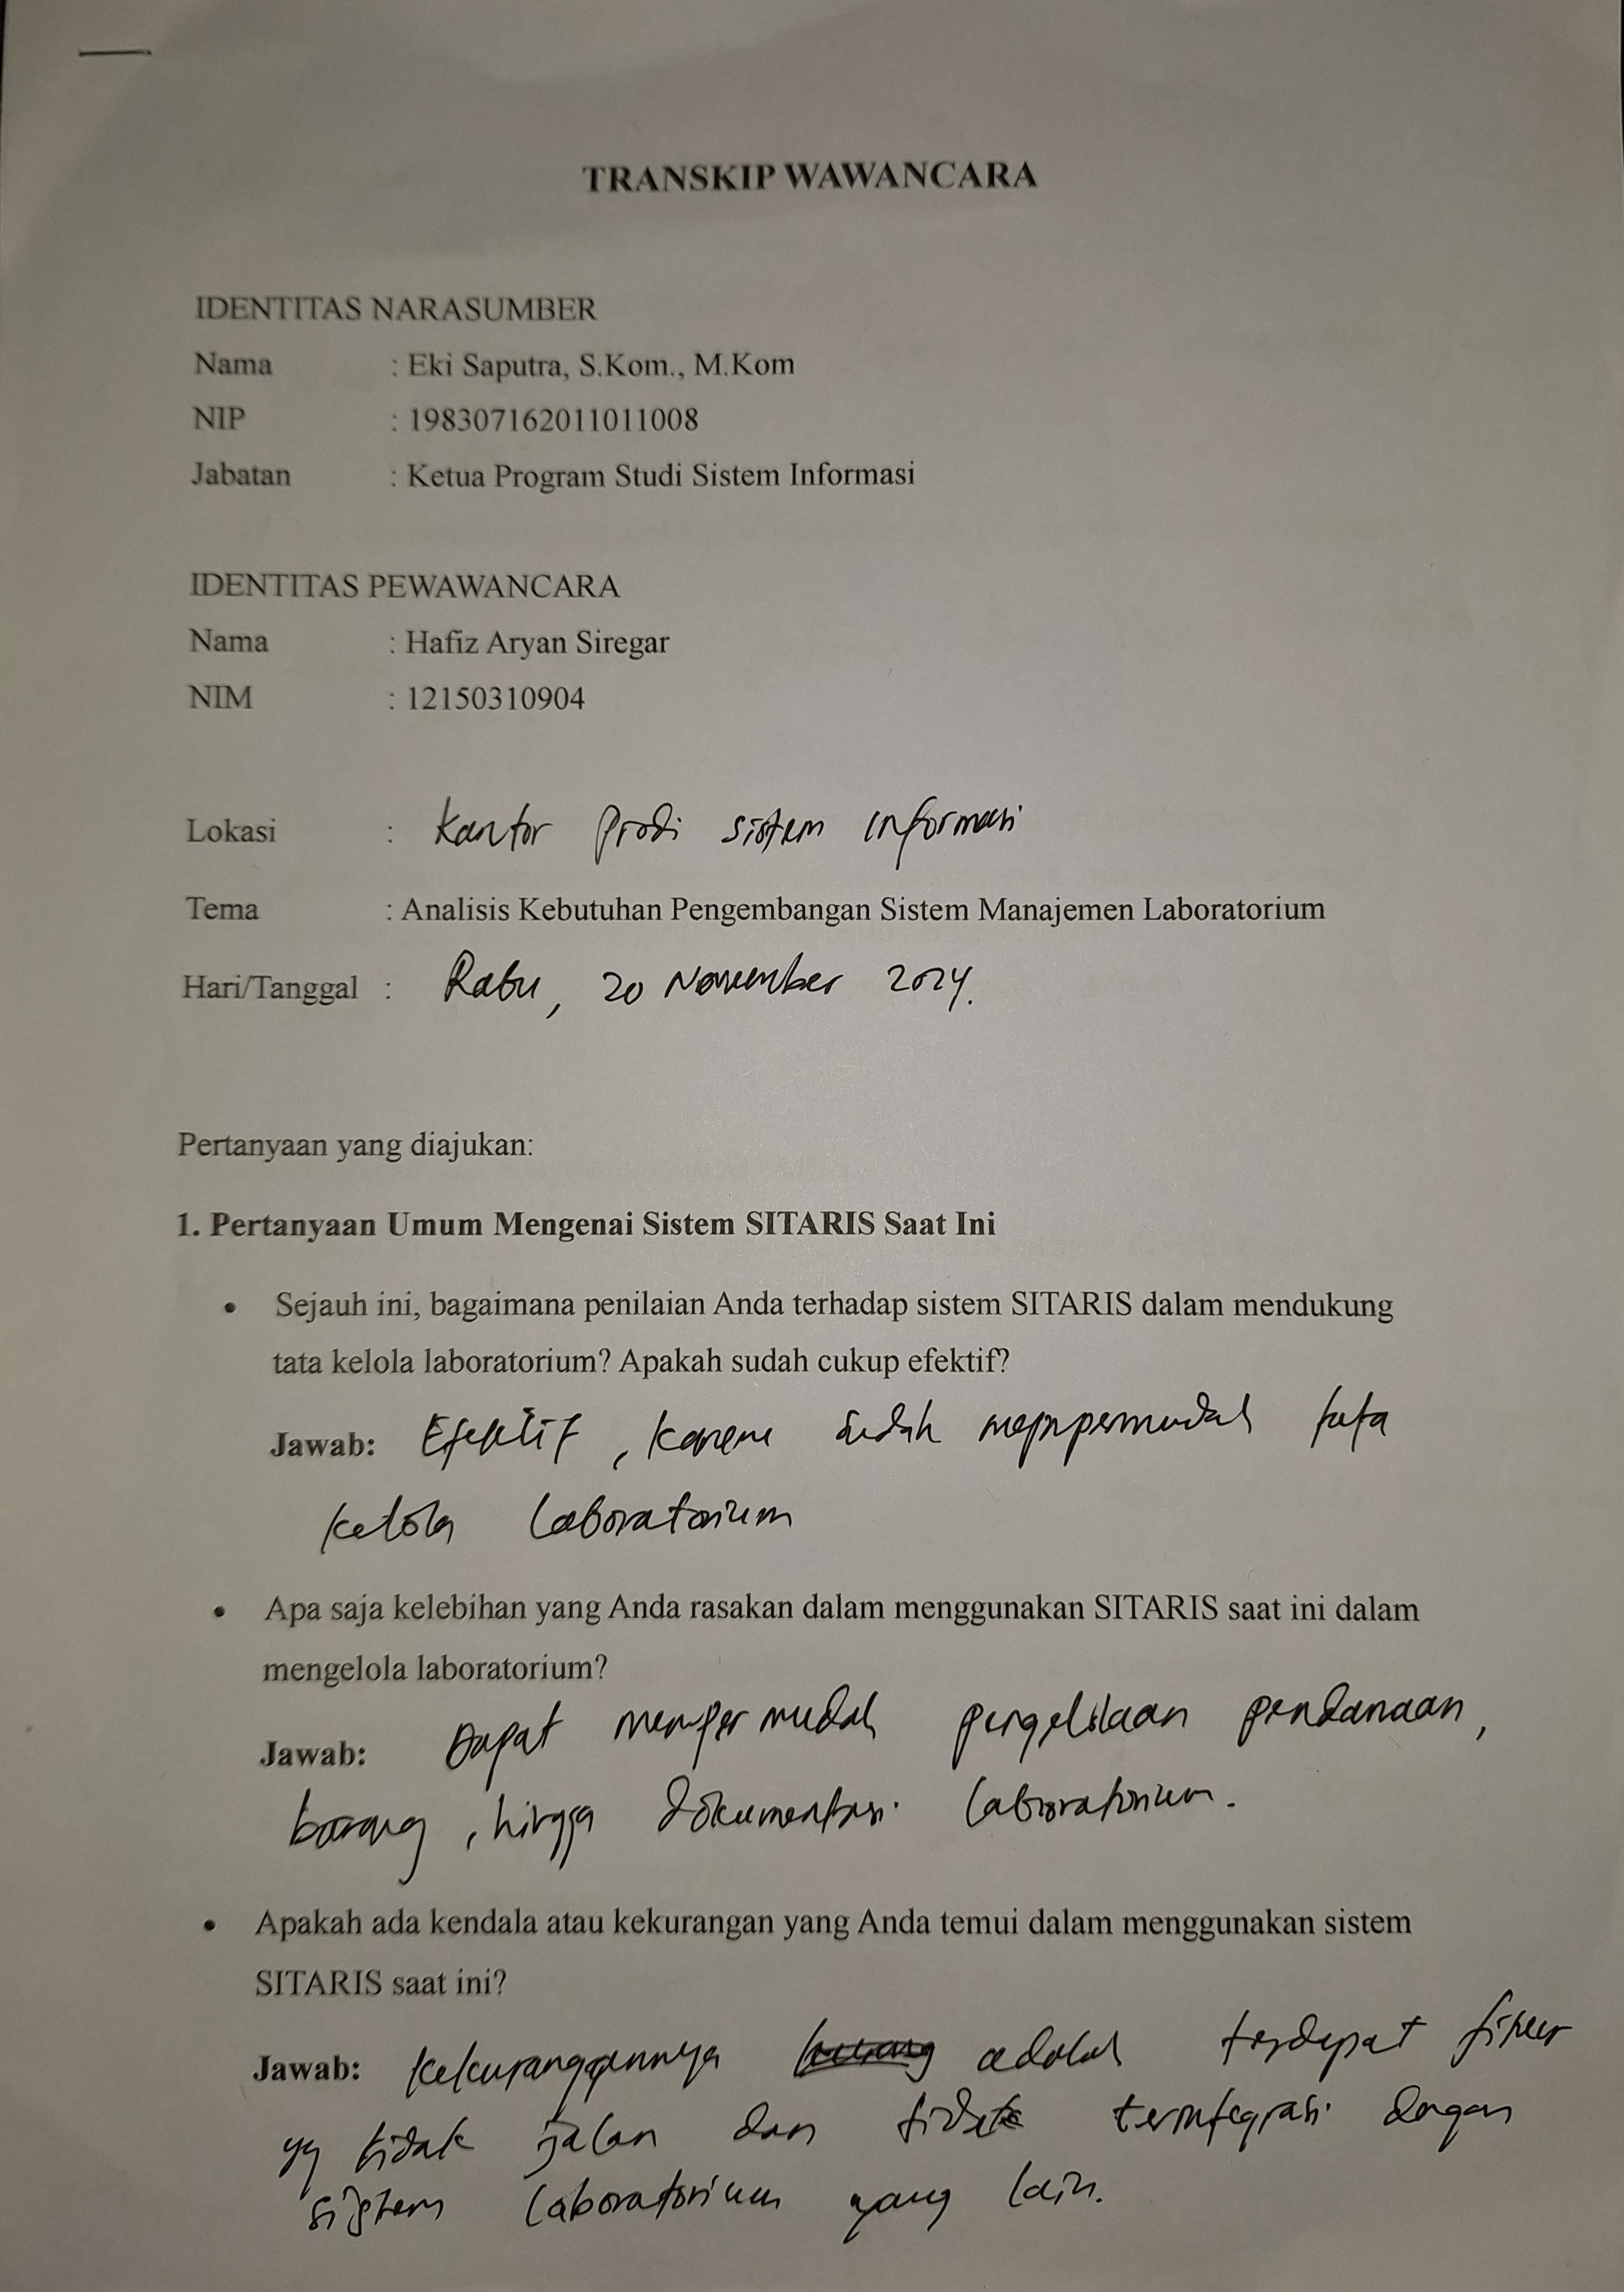 TRANSKIP WAWANCARA
IDENTITAS NARASUMBER
Nama : Eki Saputra, S.Kom., M.Kom
NIP : 198307162011011008
Jabatan : Ketua Program Studi Sistem Informasi
IDENTITAS PEWAWANCARA
Nama : Hafiz Aryan Siregar
NIM : 12150310904
Lokasi : Kantor Prodi sistem informasi
Tema : Analisis Kebutuhan Pengembangan Sistem Manajemen Laboratorium
Hari/Tanggal : Rabu, 20 November 2024.
Pertanyaan yang diajukan:
1. Pertanyaan Umum Mengenai Sistem SITARIS Saat Ini
• Sejauh ini, bagaimana penilaian Anda terhadap sistem SITARIS dalam mendukung
tata kelola laboratorium? Apakah sudah cukup efektif?
Jawab: Efektif, karena sudah mempermudah tata
kelola laboratorium
• Apa saja kelebihan yang Anda rasakan dalam menggunakan SITARIS saat ini dalam
mengelola laboratorium?
Jawab: Dapat mempermudah pengelolaan pendanaan,
barang, hingga dokumentasi laboratorium.
• Apakah ada kendala atau kekurangan yang Anda temui dalam menggunakan sistem
SITARIS saat ini?
Jawab: Kekurangannya adalah terdapat fitur
yg tidak jalan dan tidak terintegrasi dengan
sistem laboratorium yang lain.